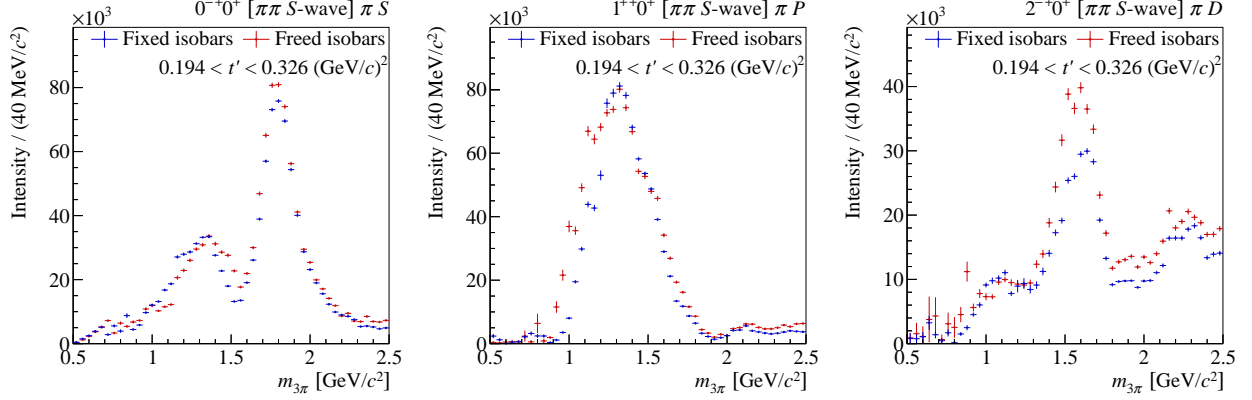 0⁻⁺0⁺ [ππ S-wave] π S
×10³
Fixed isobars
Freed isobars
0.194 < t′ < 0.326 (GeV/c)²
Intensity / (40 MeV/c²)
80
60
40
20
0
0.5
1
1.5
2
2.5
m₃π [GeV/c²]
1⁺⁺0⁺ [ππ S-wave] π P
×10³
Fixed isobars
Freed isobars
0.194 < t′ < 0.326 (GeV/c)²
Intensity / (40 MeV/c²)
80
60
40
20
0
0.5
1
1.5
2
2.5
m₃π [GeV/c²]
2⁻⁺0⁺ [ππ S-wave] π D
×10³
Fixed isobars
Freed isobars
0.194 < t′ < 0.326 (GeV/c)²
Intensity / (40 MeV/c²)
40
30
20
10
0
0.5
1
1.5
2
2.5
m₃π [GeV/c²]